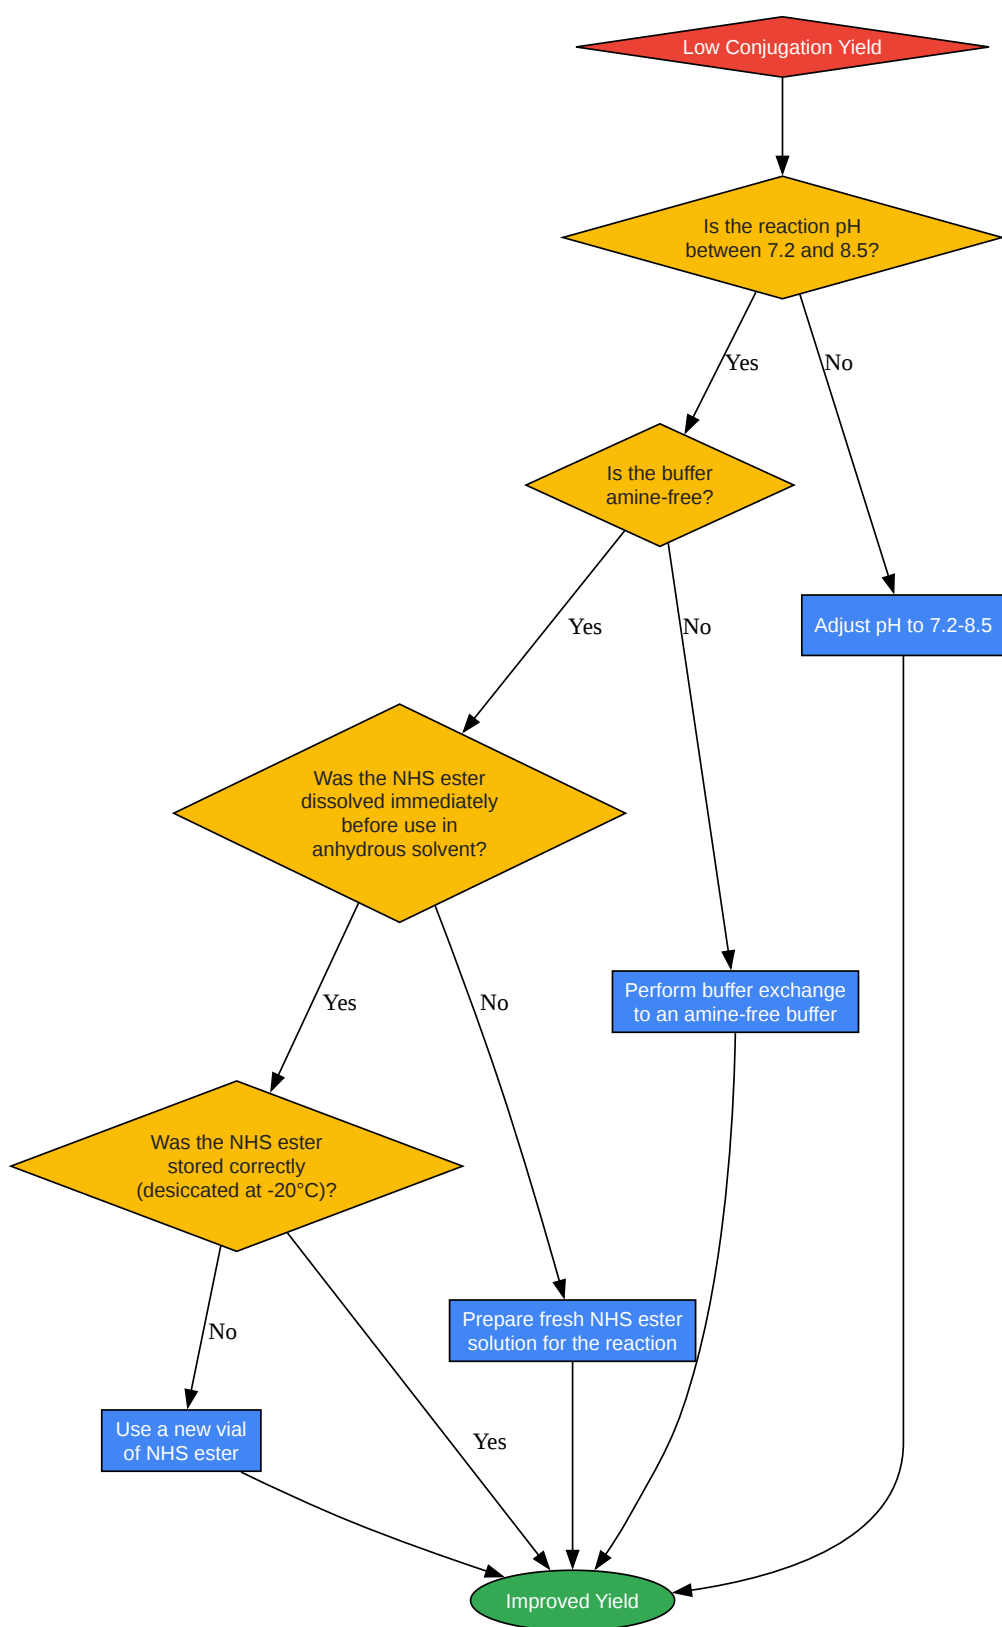 Low Conjugation Yield
Is the reaction pH
between 7.2 and 8.5?
Yes
No
Is the buffer
amine-free?
Yes
No
Adjust pH to 7.2-8.5
Was the NHS ester
dissolved immediately
before use in
anhydrous solvent?
Yes
No
Perform buffer exchange
to an amine-free buffer
Was the NHS ester
stored correctly
(desiccated at -20°C)?
No
Yes
Prepare fresh NHS ester
solution for the reaction
Use a new vial
of NHS ester
Improved Yield